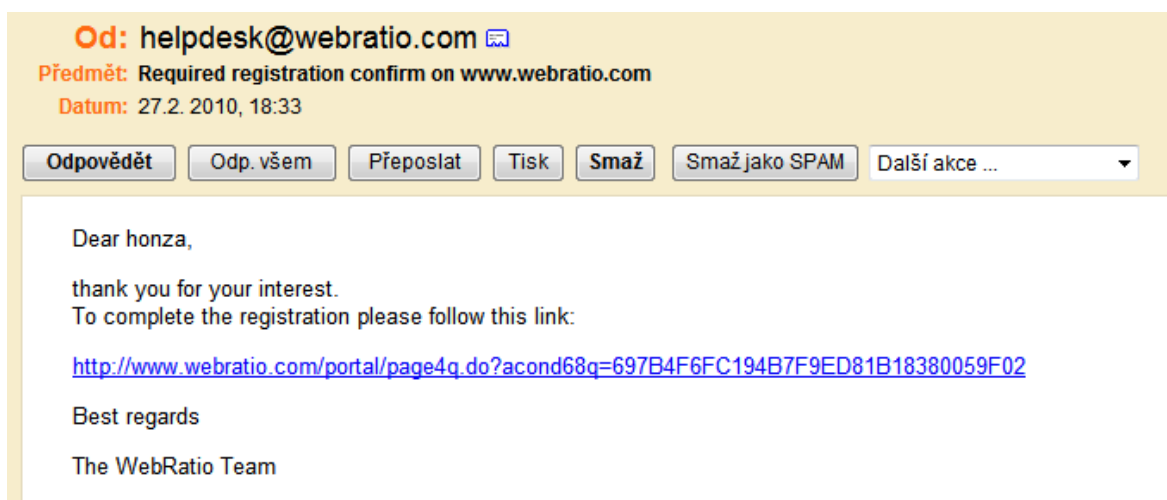 Od: helpdesk@webratio.com
Předmět: Required registration confirm on www.webratio.com
Datum: 27.2. 2010, 18:33
Odpovědět Odp. všem Přeposlat Tisk Smaž Smaž jako SPAM Další akce ...
Dear honza,
thank you for your interest.
To complete the registration please follow this link:
http://www.webratio.com/portal/page4q.do?acond68q=697B4F6FC194B7F9ED81B18380059F02
Best regards
The WebRatio Team